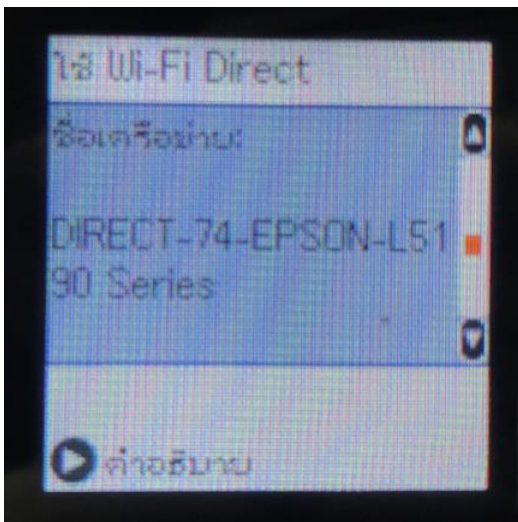 ใช้ Wi-Fi Direct
ชื่อเครือข่าย:
DIRECT-74-EPSON-L51
90 Series
คำอธิบาย